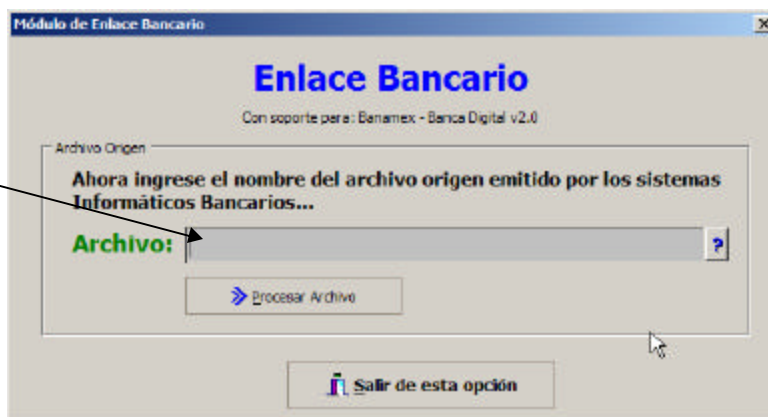 Módulo de Enlace Bancario
Enlace Bancario
Con soporte para: Banamex - Banca Digital v2.0
Archivo Origen
Ahora ingrese el nombre del archivo origen emitido por los sistemas
Informáticos Bancarios...
Archivo:
?
Procesar Archivo
Salir de esta opción